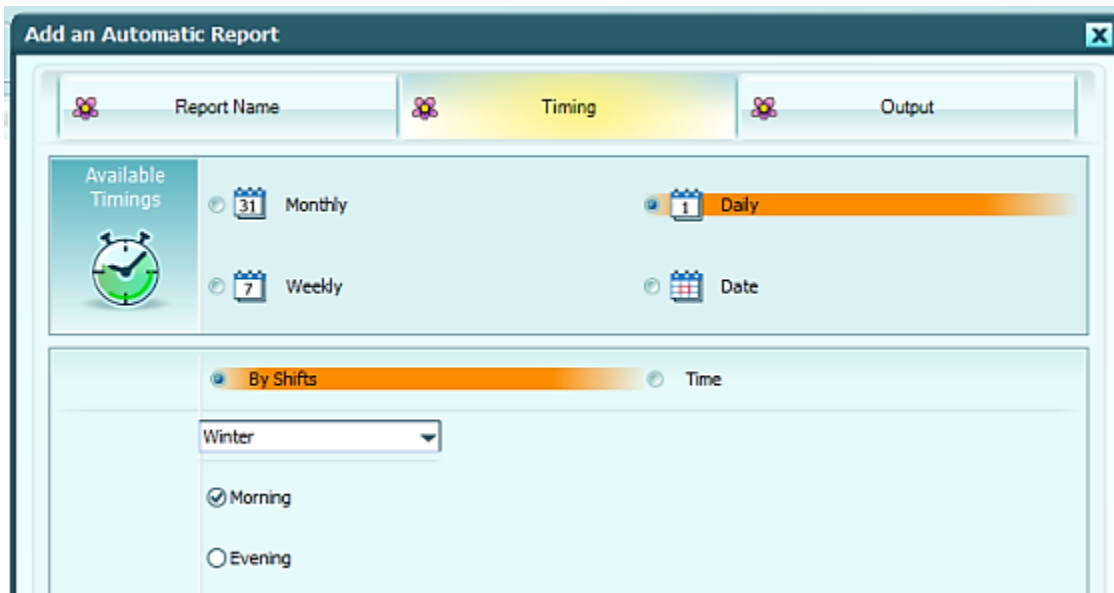 Add an Automatic Report
Report Name
Timing
Output
Available
Timings
31
Monthly
1
Daily
7
Weekly
Date
By Shifts
Time
Winter
Morning
Evening